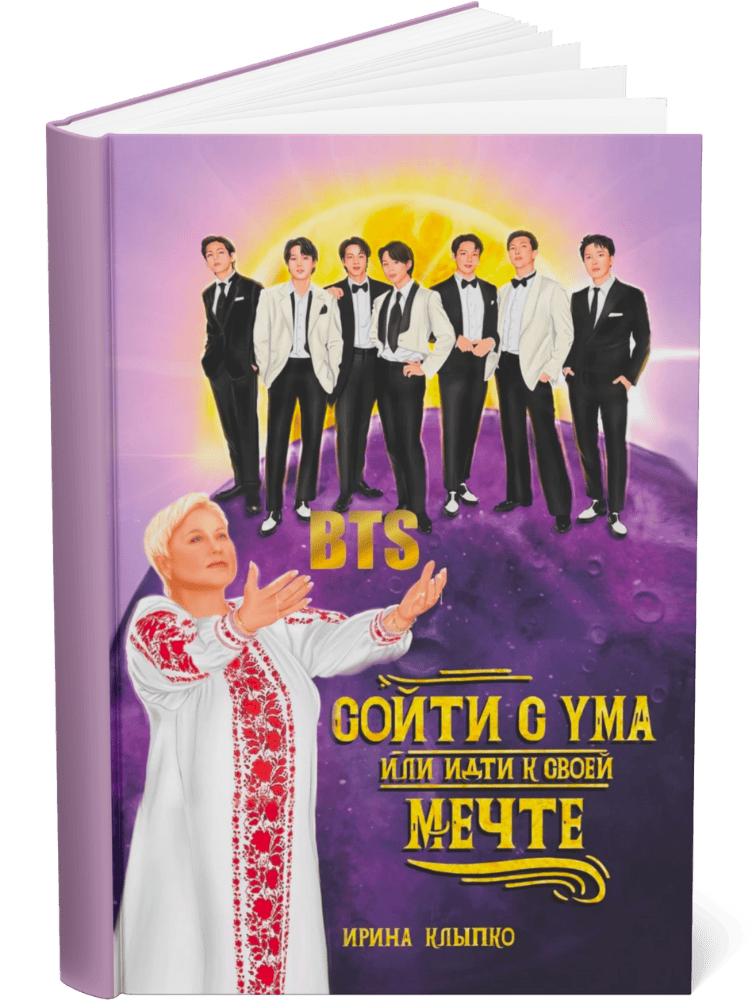 BTS
СОЙТИ С УМА
ИЛИ ИДТИ К СВОЕЙ
МЕЧТЕ
ИРИНА КЛЫПКО